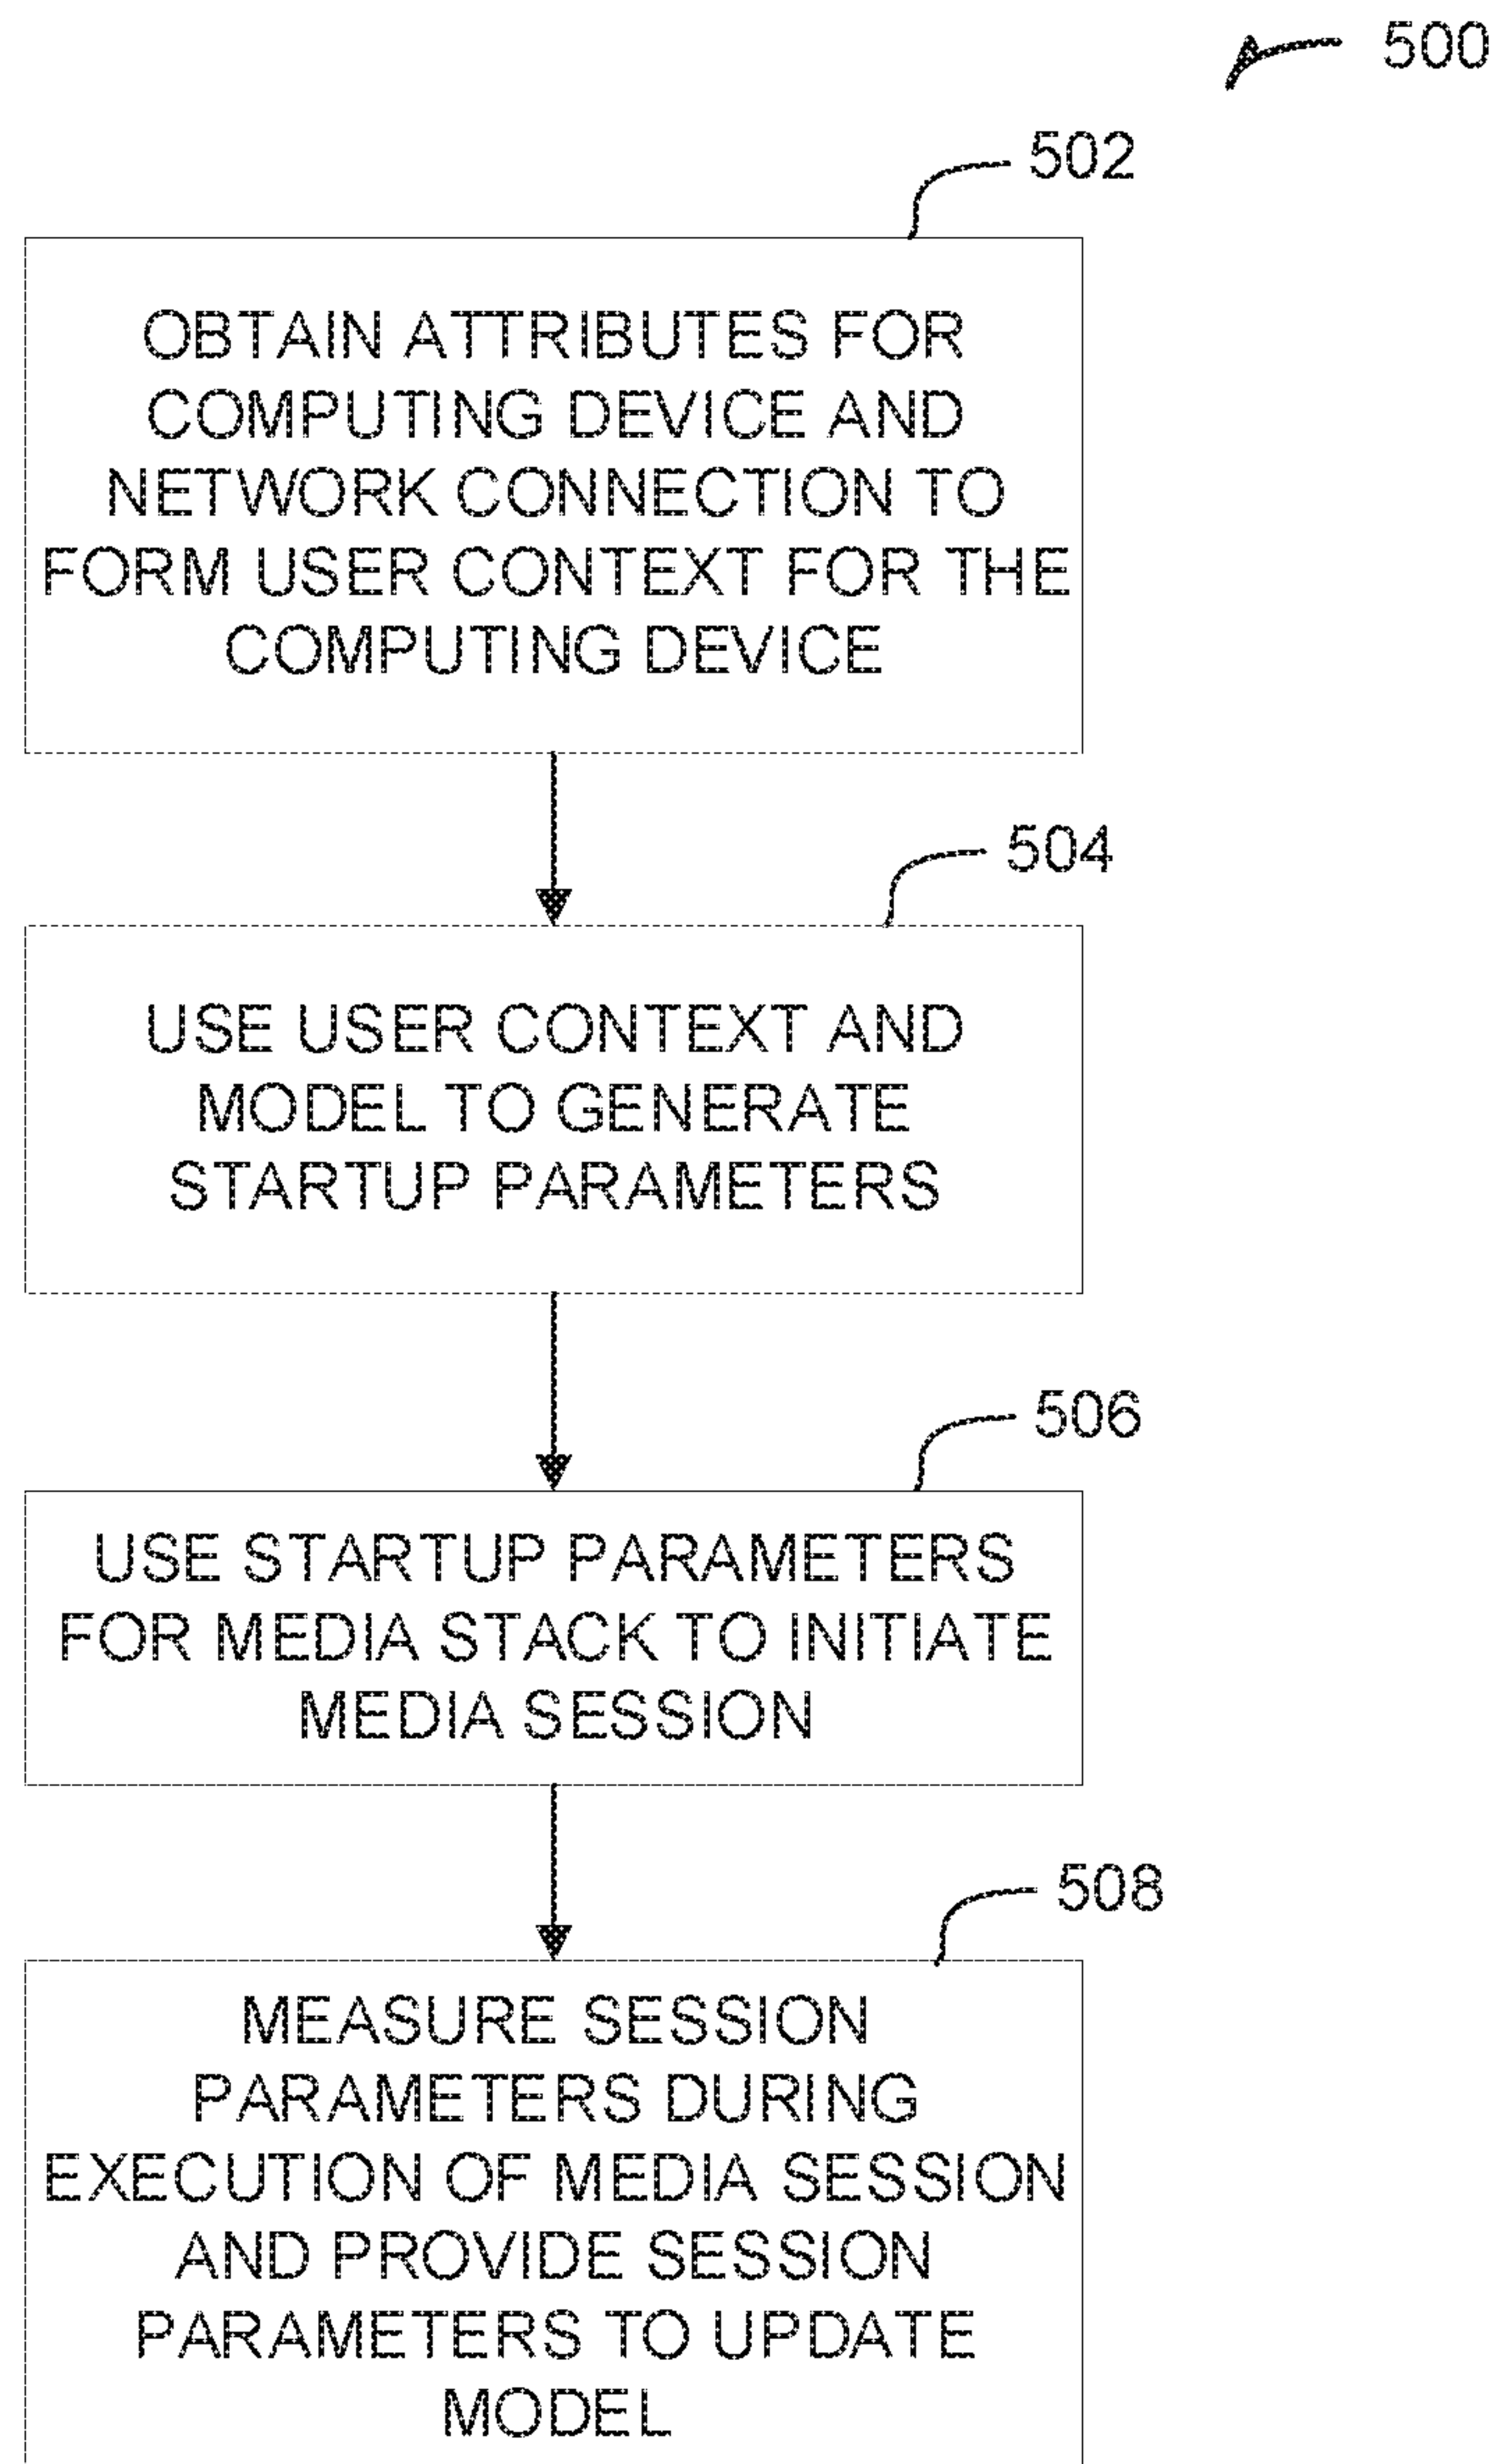 500
502
OBTAIN ATTRIBUTES FOR
COMPUTING DEVICE AND
NETWORK CONNECTION TO
FORM USER CONTEXT FOR THE
COMPUTING DEVICE
504
USE USER CONTEXT AND
MODEL TO GENERATE
STARTUP PARAMETERS
506
USE STARTUP PARAMETERS
FOR MEDIA STACK TO INITIATE
MEDIA SESSION
508
MEASURE SESSION
PARAMETERS DURING
EXECUTION OF MEDIA SESSION
AND PROVIDE SESSION
PARAMETERS TO UPDATE
MODEL